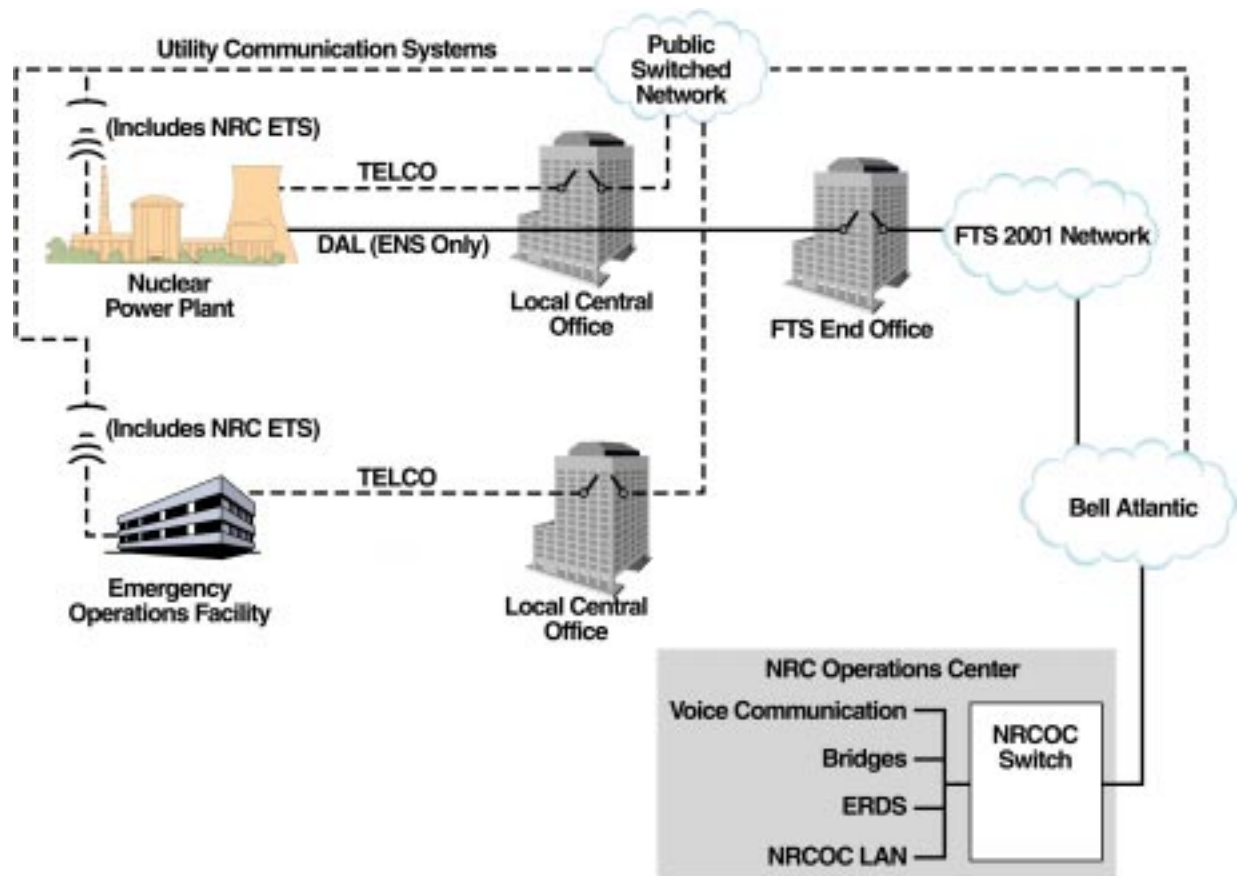 Utility Communication Systems
Public
Switched
Network
(Includes NRC ETS)
TELCO
DAL (ENS Only)
FTS 2001 Network
Nuclear
Power Plant
Local Central
Office
FTS End Office
(Includes NRC ETS)
TELCO
Bell Atlantic
Emergency
Operations Facility
Local Central
Office
NRC Operations Center
Voice Communication
Bridges
ERDS
NRCOC LAN
NRCOC
Switch